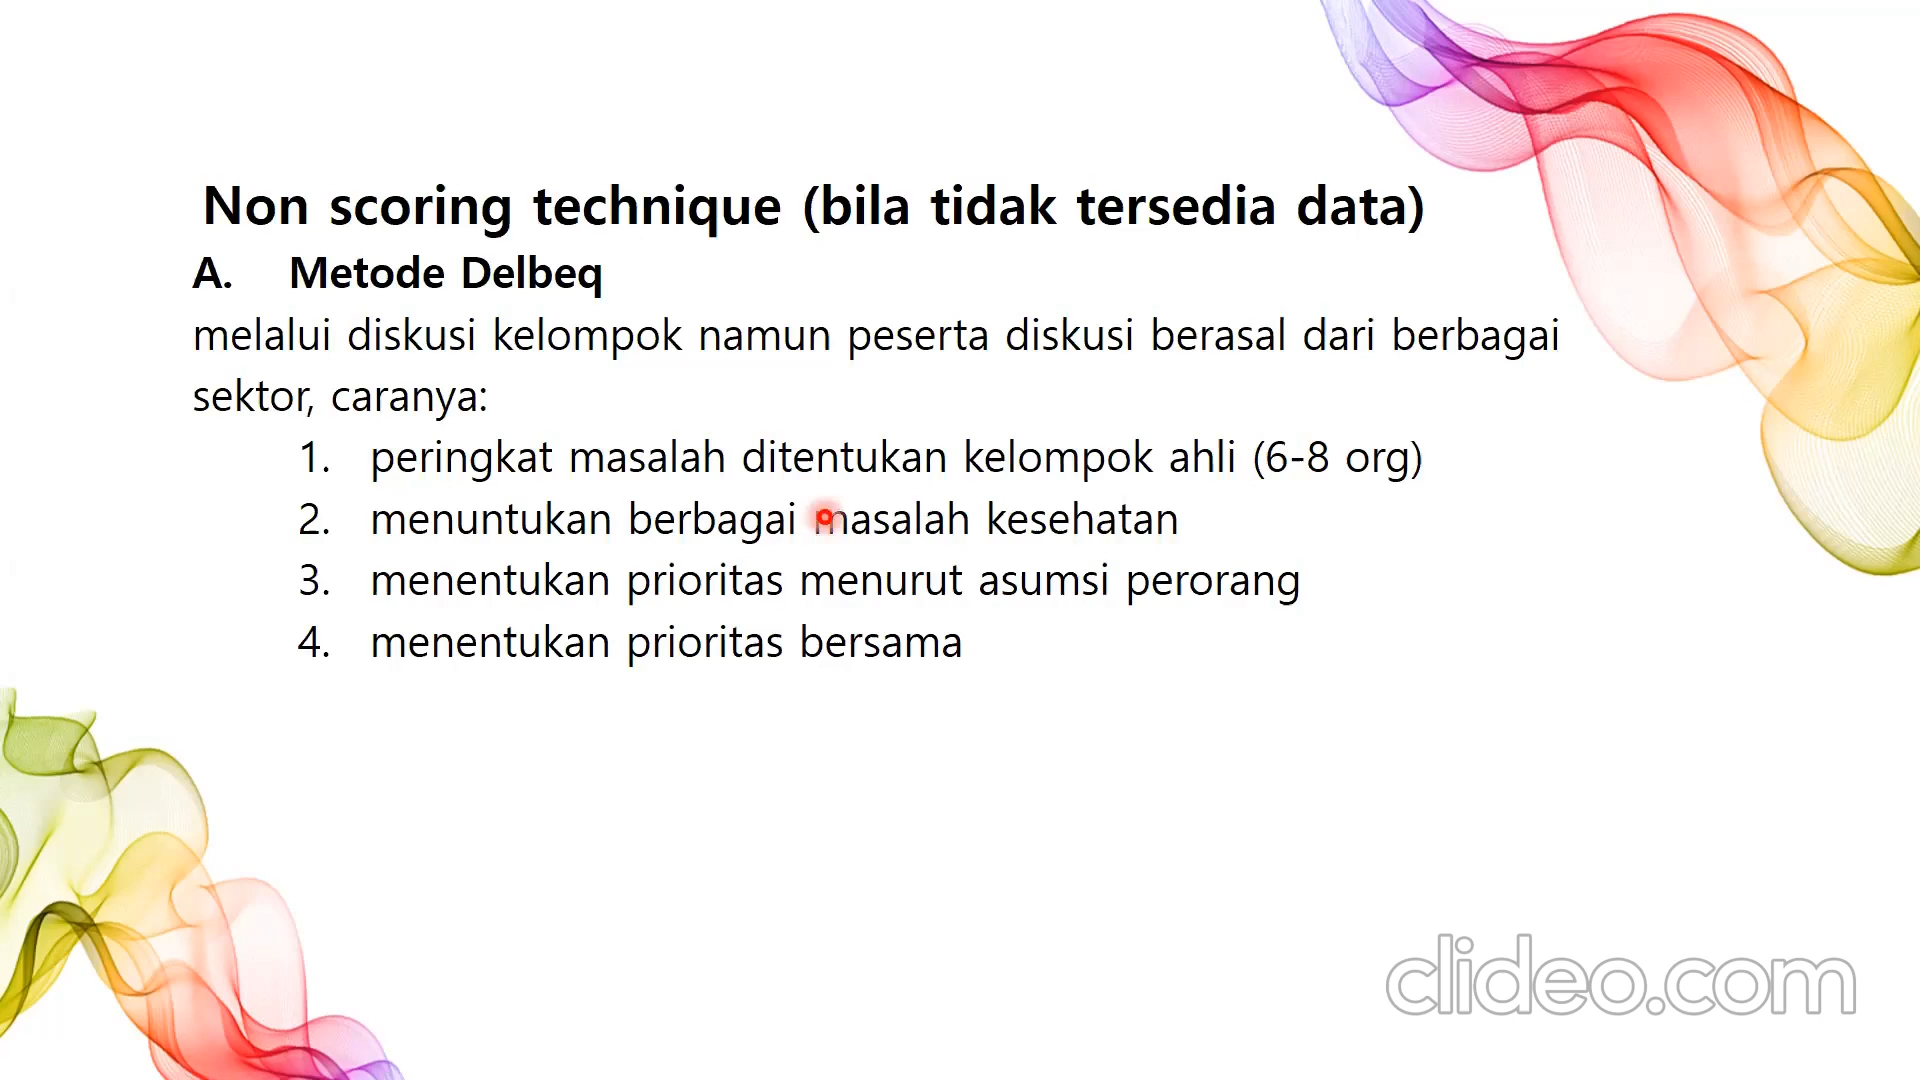 Non scoring technique (bila tidak tersedia data)
A. Metode Delbeq
melalui diskusi kelompok namun peserta diskusi berasal dari berbagai
sektor, caranya:
1. peringkat masalah ditentukan kelompok ahli (6-8 org)
2. menuntukan berbagai masalah kesehatan
3. menentukan prioritas menurut asumsi perorang
4. menentukan prioritas bersama
clideo.com